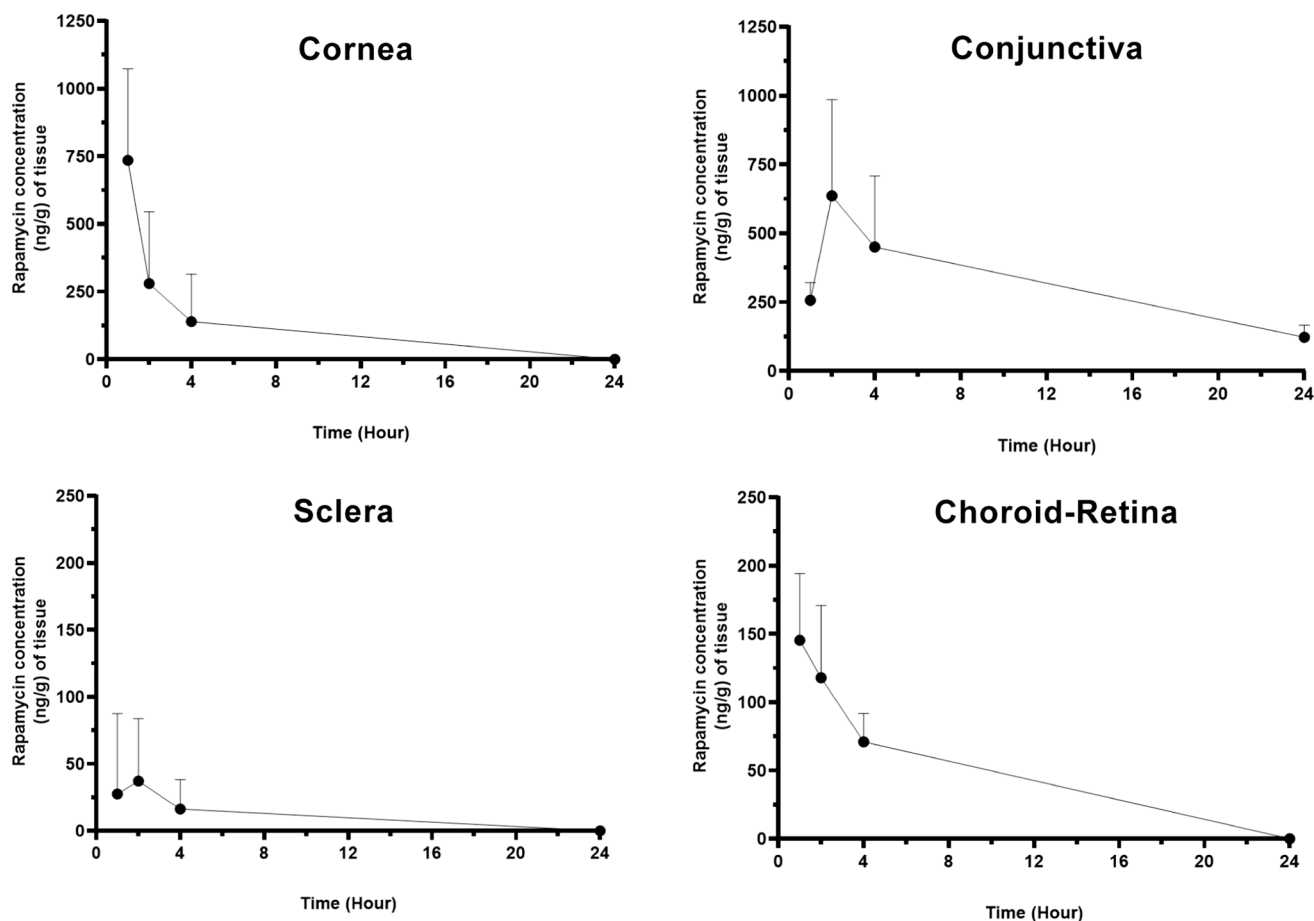 Cornea
Rapamycin concentration
(ng/g) of tissue
1250
1000
750
500
250
0
0 4 8 12 16 20 24
Time (Hour)
Conjunctiva
Rapamycin concentration
(ng/g) of tissue
1250
1000
750
500
250
0
0 4 8 12 16 20 24
Time (Hour)
Sclera
Rapamycin concentration
(ng/g) of tissue
250
200
150
100
50
0
0 4 8 12 16 20 24
Time (Hour)
Choroid-Retina
Rapamycin concentration
(ng/g) of tissue
250
200
150
100
50
0
0 4 8 12 16 20 24
Time (Hour)